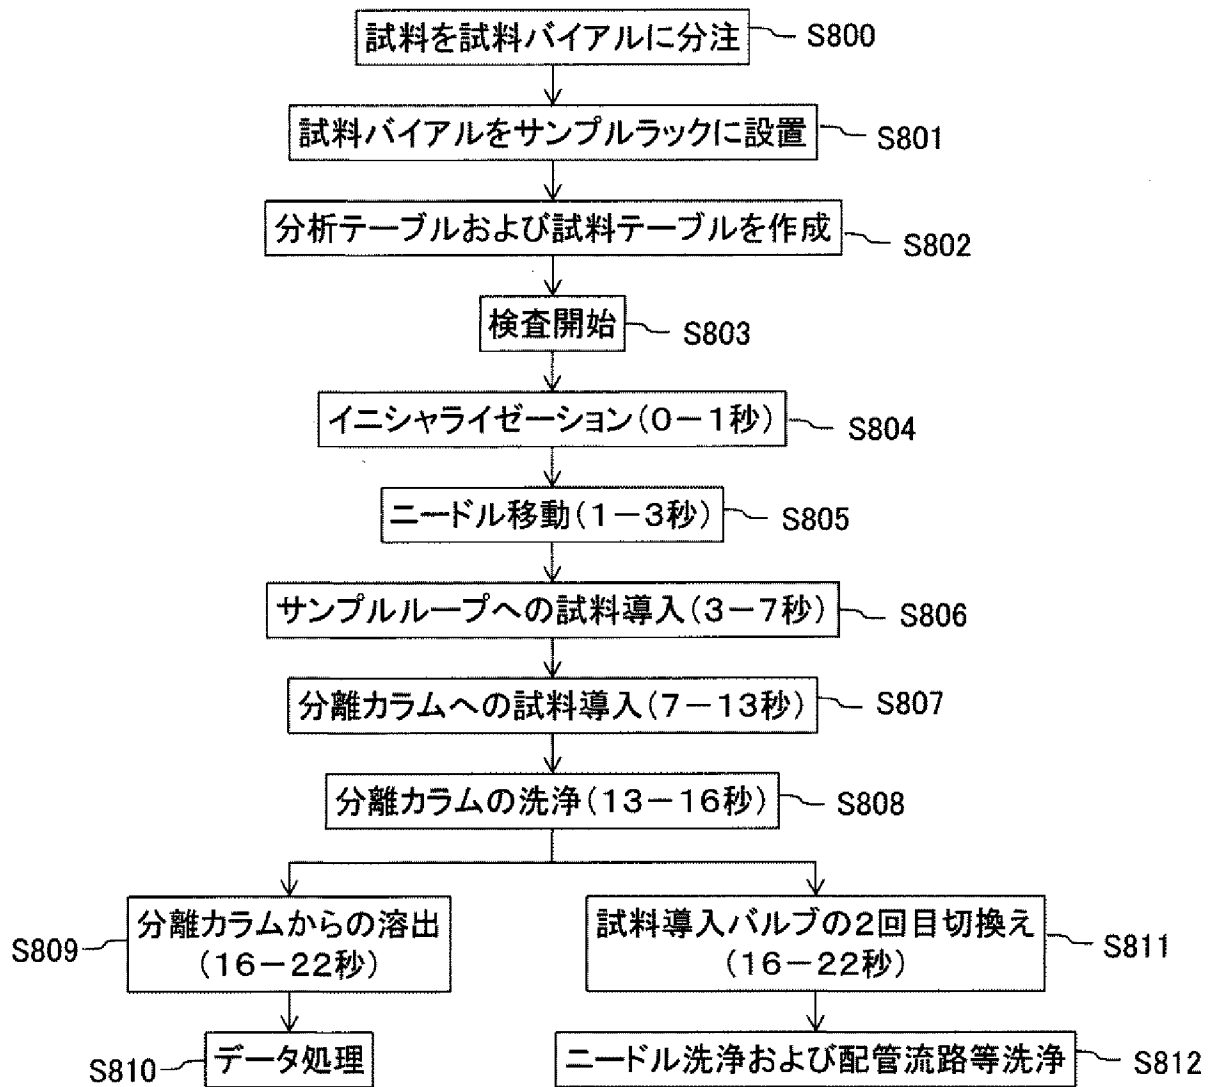 試料を試料バイアルに分注 S800
試料バイアルをサンプルラックに設置 S801
分析テーブルおよび試料テーブルを作成 S802
検査開始 S803
イニシャライゼーション(0-1秒) S804
ニードル移動(1-3秒) S805
サンプルループへの試料導入(3-7秒) S806
分離カラムへの試料導入(7-13秒) S807
分離カラムの洗浄(13-16秒) S808
S809 分離カラムからの溶出
(16-22秒)
試料導入バルブの2回目切換え S811
(16-22秒)
S810 データ処理
ニードル洗浄および配管流路等洗浄 S812